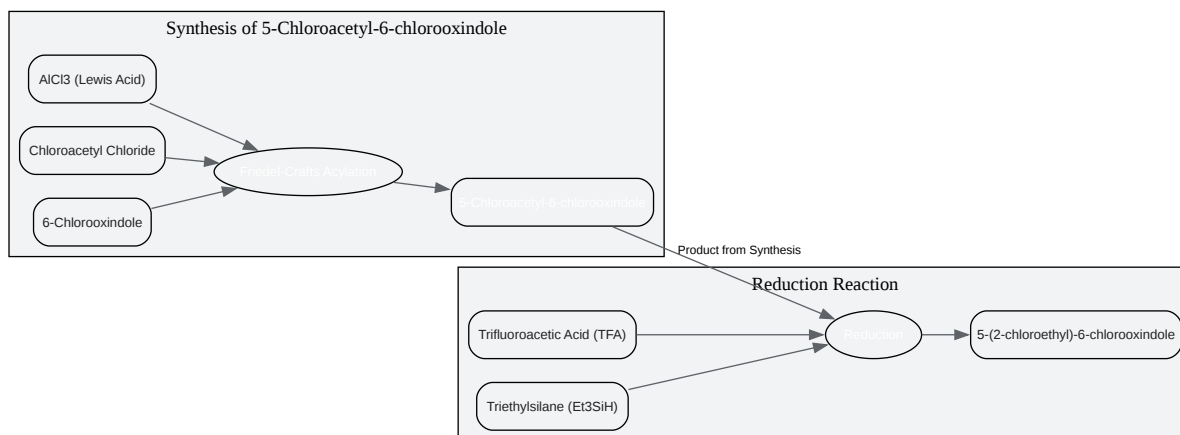 Synthesis of 5-Chloroacetyl-6-chlorooxindole
AlCl3 (Lewis Acid)
Chloroacetyl Chloride
Friedel-Crafts Acylation
5-Chloroacetyl-6-chlorooxindole
6-Chlorooxindole
Product from Synthesis
Reduction Reaction
Trifluoroacetic Acid (TFA)
Reduction
5-(2-chloroethyl)-6-chlorooxindole
Triethylsilane (Et3SiH)